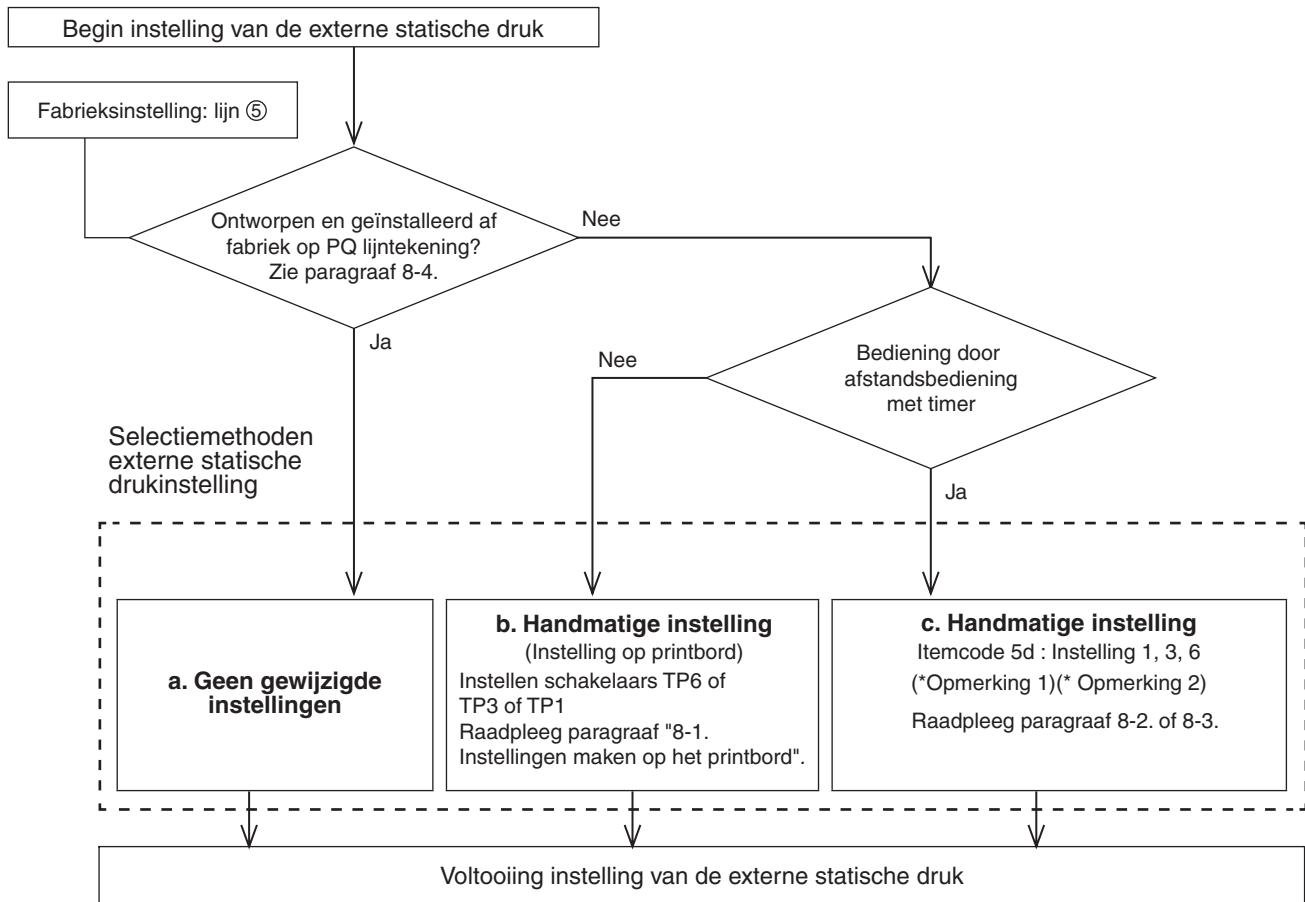 Begin instelling van de externe statische druk
Fabrieksinstelling: lijn ⑤
Ontworpen en geïnstalleerd af
fabriek op PQ lijntekening?
Zie paragraaf 8-4.
Nee
Ja
Bediening door
afstandsbediening
met timer
Nee
Ja
Selectiemethoden
externe statische
drukinstelling
a. Geen gewijzigde
instellingen
b. Handmatige instelling
(Instelling op printbord)
Instellen schakelaars TP6 of
TP3 of TP1
Raadpleeg paragraaf "8-1.
Instellingen maken op het printbord".
c. Handmatige instelling
Itemcode 5d : Instelling 1, 3, 6
(*Opmerking 1)(* Opmerking 2)
Raadpleeg paragraaf 8-2. of 8-3.
Voltooiing instelling van de externe statische druk